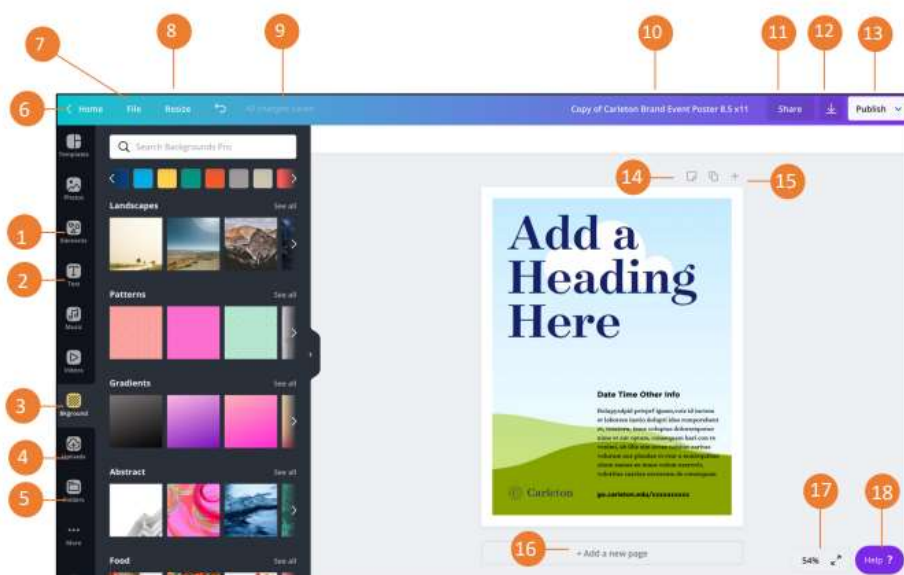 8
9
10
11
12
13
7
6
Home
File
Resize
All changes saved
Copy of Carleton Brand Event Poster 8.5 x11
Share
Publish
Templates
Search Backgrounds Pro
Photos
14
15
1
Elements
Landscapes
See all
2
Text
Music
Patterns
See all
Videos
3
Bkground
Gradients
See all
4
Uploads
5
Folders
Abstract
See all
More
Food
See all
Add a
Heading
Here
Date Time Other Info
© Carleton
go.carleton.edu/xxxxxxxxxx
16
+ Add a new page
17
18
54%
Help ?